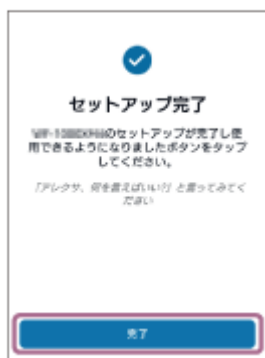 セットアップ完了
のセットアップが完了し使
用できるようになりましたボタンをタップ
してください。
「アレクサ、何を言えばいい?」と言ってみてく
ださい
完了